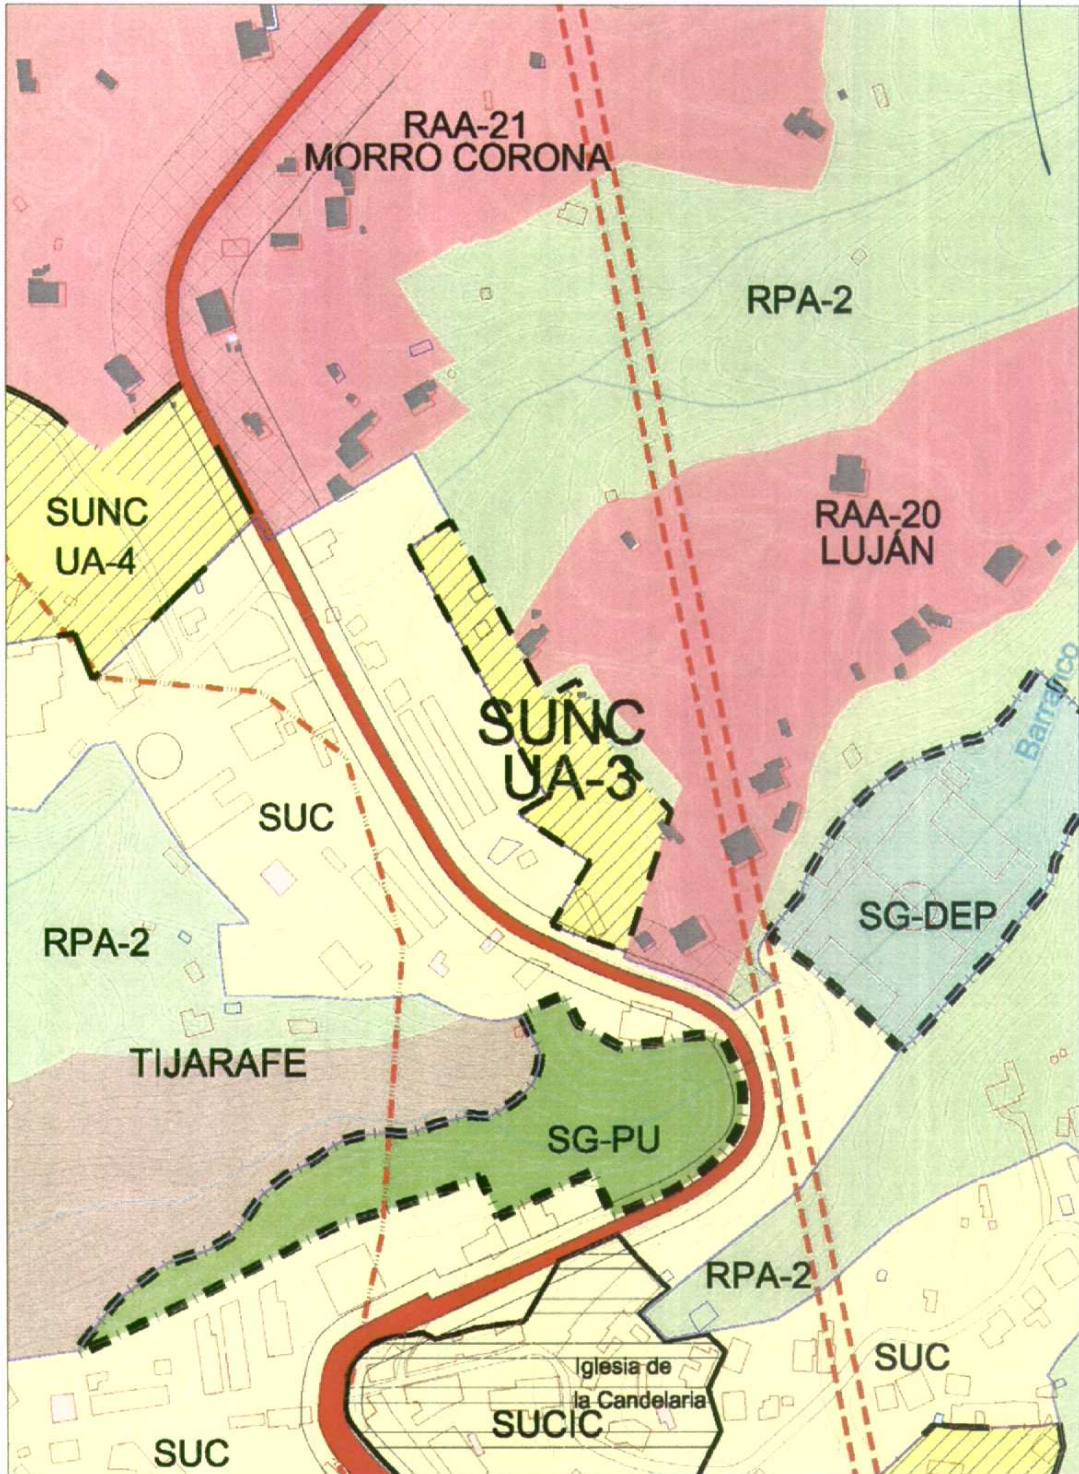 RAA-21
MORRO CORONA
RPA-2
SUNC
UA-4
RAA-20
LUJÁN
Barranco
SUNC
UA-3
SUC
SG-DEP
RPA-2
TIJARAFE
SG-PU
RPA-2
SUC
Iglesia de
la Candelaria
SUCIC
SUC